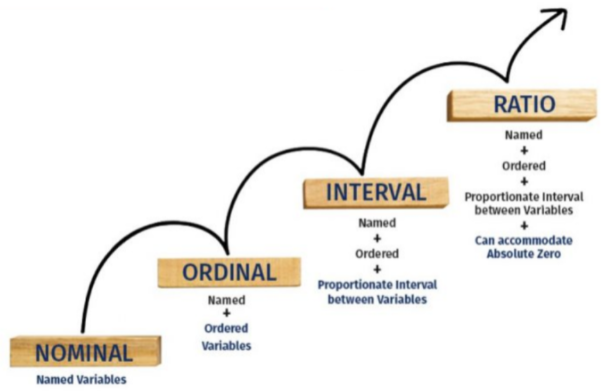 NOMINAL
Named Variables
ORDINAL
Named
+
Ordered
Variables
INTERVAL
Named
+
Ordered
+
Proportionate Interval
between Variables
RATIO
Named
+
Ordered
+
Proportionate Interval
between Variables
+
Can accommodate
Absolute Zero